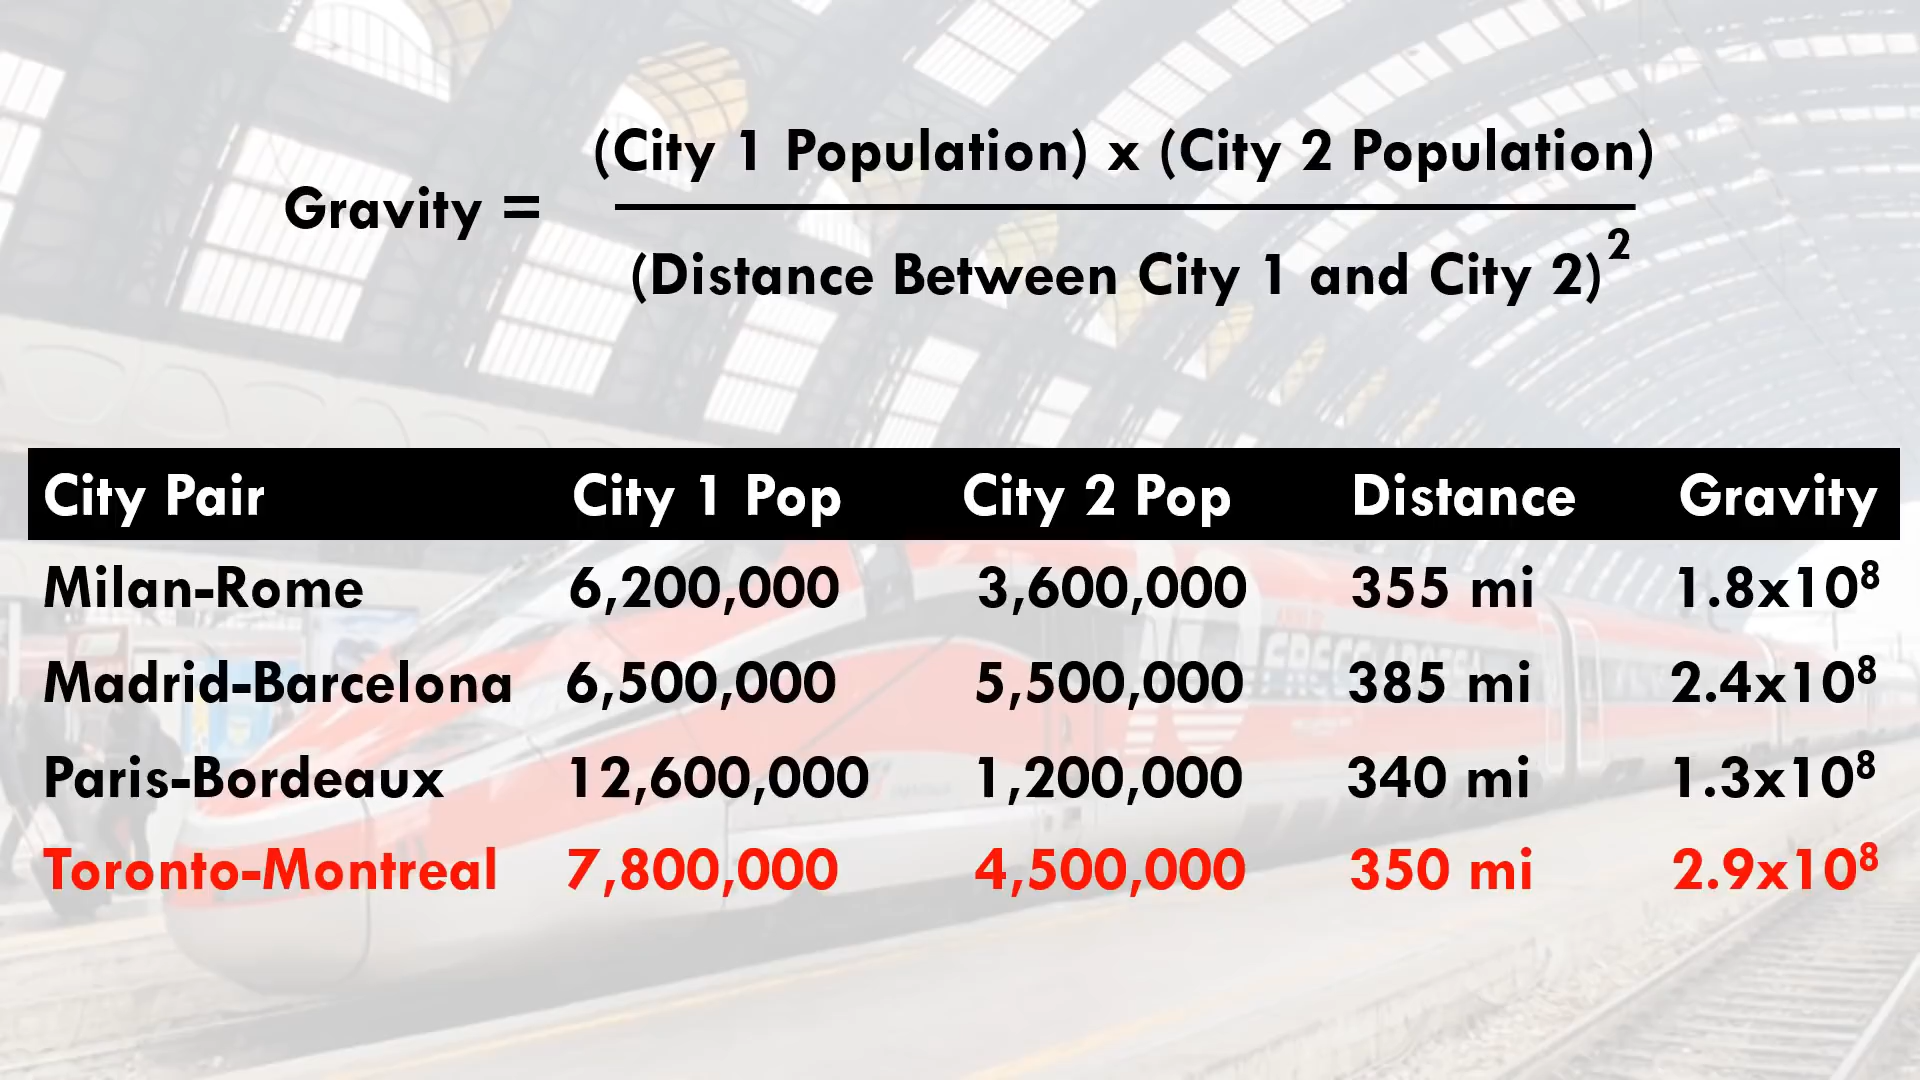 (City 1 Population) x (City 2 Population)
Gravity =
(Distance Between City 1 and City 2)²
City Pair City 1 Pop City 2 Pop Distance Gravity
Milan-Rome 6,200,000 3,600,000 355 mi 1.8x10⁸
Madrid-Barcelona 6,500,000 5,500,000 385 mi 2.4x10⁸
Paris-Bordeaux 12,600,000 1,200,000 340 mi 1.3x10⁸
Toronto-Montreal 7,800,000 4,500,000 350 mi 2.9x10⁸